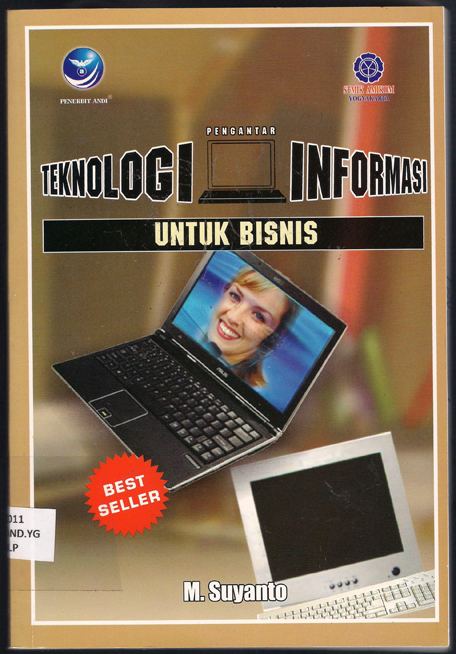 PENERBIT ANDI
STMIK AMIKOM
YOGYAKARTA
PENGANTAR
TEKNOLOGI INFORMASI
UNTUK BISNIS
BEST
SELLER
011
ND.YG
LP
M. Suyanto